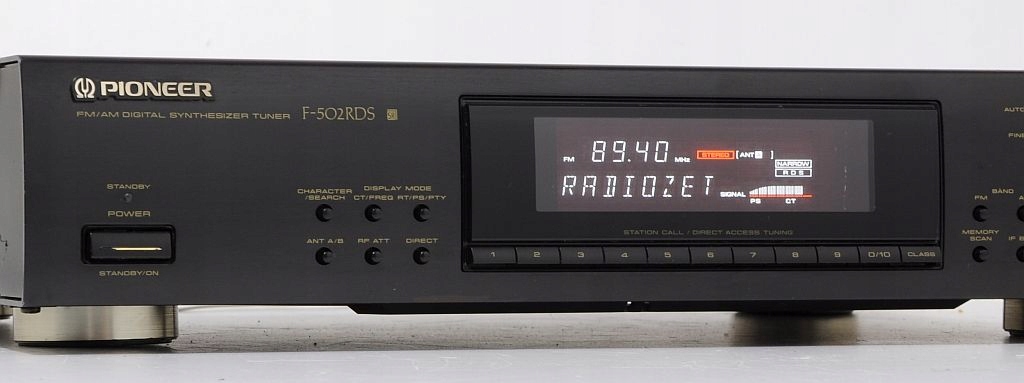 PIONEER
FM/AM DIGITAL SYNTHESIZER TUNER F-502RDS
STANDBY
POWER
STANDBY/ON
CHARACTER
/SEARCH
DISPLAY MODE
CT/FREQ RT/PS/PTY
ANT A/B RF ATT DIRECT
FM 89.40 MHz STEREO [ANT ]
NARROW
RDS
RADIOZET SIGNAL
PS CT
STATION CALL / DIRECT ACCESS TUNING
1 2 3 4 5 6 7 8 9 0/10 CLASS
AUTO
FINE
BAND
FM A
MEMORY
SCAN
IF B